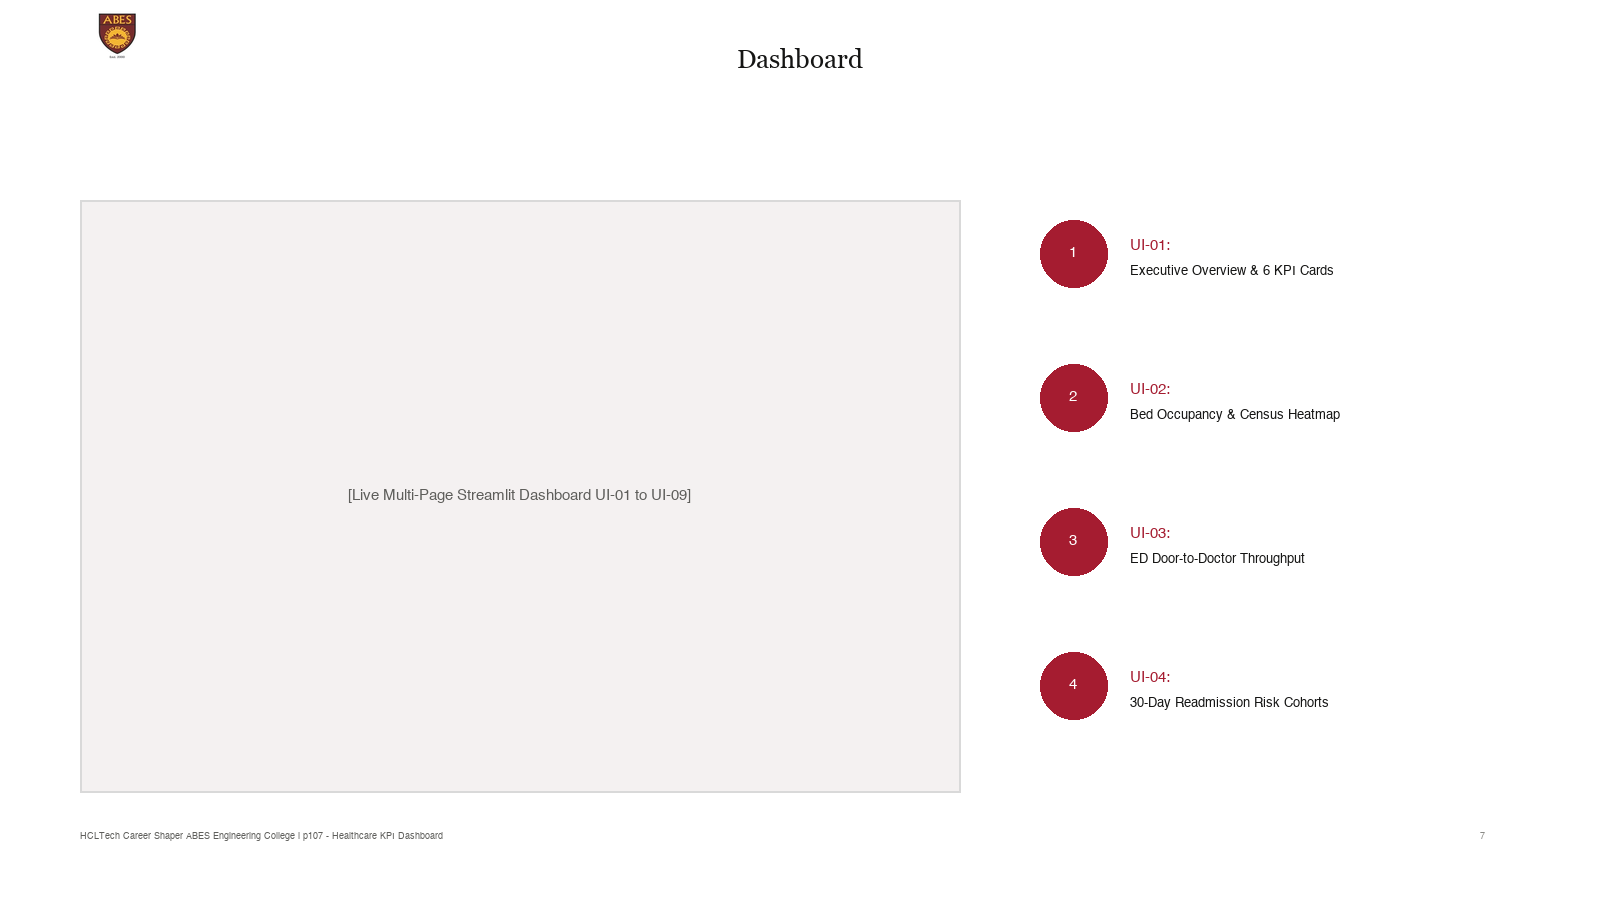 ABES
Dashboard
[Live Multi-Page Streamlit Dashboard UI-01 to UI-09]
1
UI-01:
Executive Overview & 6 KPI Cards
2
UI-02:
Bed Occupancy & Census Heatmap
3
UI-03:
ED Door-to-Doctor Throughput
4
UI-04:
30-Day Readmission Risk Cohorts
HCLTech Career Shaper ABES Engineering College | p107 - Healthcare KPI Dashboard
7